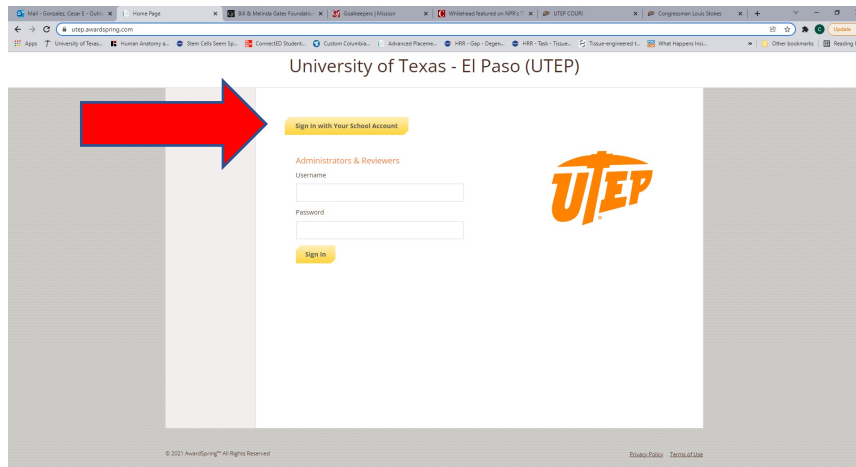 Mail - Gonzales, Cesar E - Outlo
Home Page
Bill & Melinda Gates Foundatio
Goalkeepers | Mission
Whitehead featured on NPR's T
UTEP COURI
Congressman Louis Stokes
utep.awardspring.com
Update
Apps
University of Texas...
Human Anatomy a...
Stem Cells Seem Sp...
ConnectED Student...
Custom Columbia...
Advanced Placeme...
HRR - Gap - Degen...
HRR - Task - Tissue...
Tissue-engineered t...
What Happens Insi...
Other bookmarks
Reading l
University of Texas - El Paso (UTEP)
Sign In with Your School Account
Administrators & Reviewers
Username
Password
Sign In
UTEP
© 2021 AwardSpring™ All Rights Reserved
Privacy Policy Terms of Use